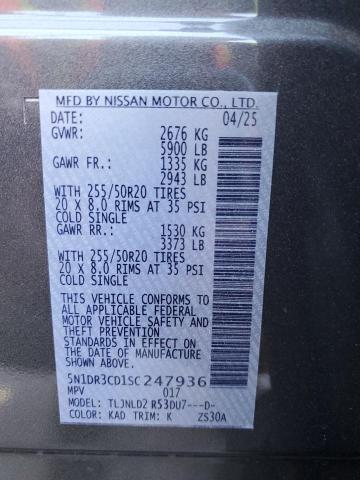 MFD BY NISSAN MOTOR CO., LTD.
DATE: 04/25
GVWR: 2676 KG
5900 LB
GAWR FR.: 1335 KG
2943 LB
WITH 255/50R20 TIRES
20 x 8.0 RIMS AT 35 PSI
COLD SINGLE
GAWR RR.: 1530 KG
3373 LB
WITH 255/50R20 TIRES
20 x 8.0 RIMS AT 35 PSI
COLD SINGLE
THIS VEHICLE CONFORMS TO
ALL APPLICABLE FEDERAL
MOTOR VEHICLE SAFETY
AND THEFT PREVENTION
STANDARDS IN EFFECT ON
THE DATE OF MANUFACTURE
SHOWN ABOVE.
5N1DR3CD1SC247936
MPV 017
MODEL: TLJNLD2 R53DU7---D-
COLOR: KAD TRIM: K ZS30A